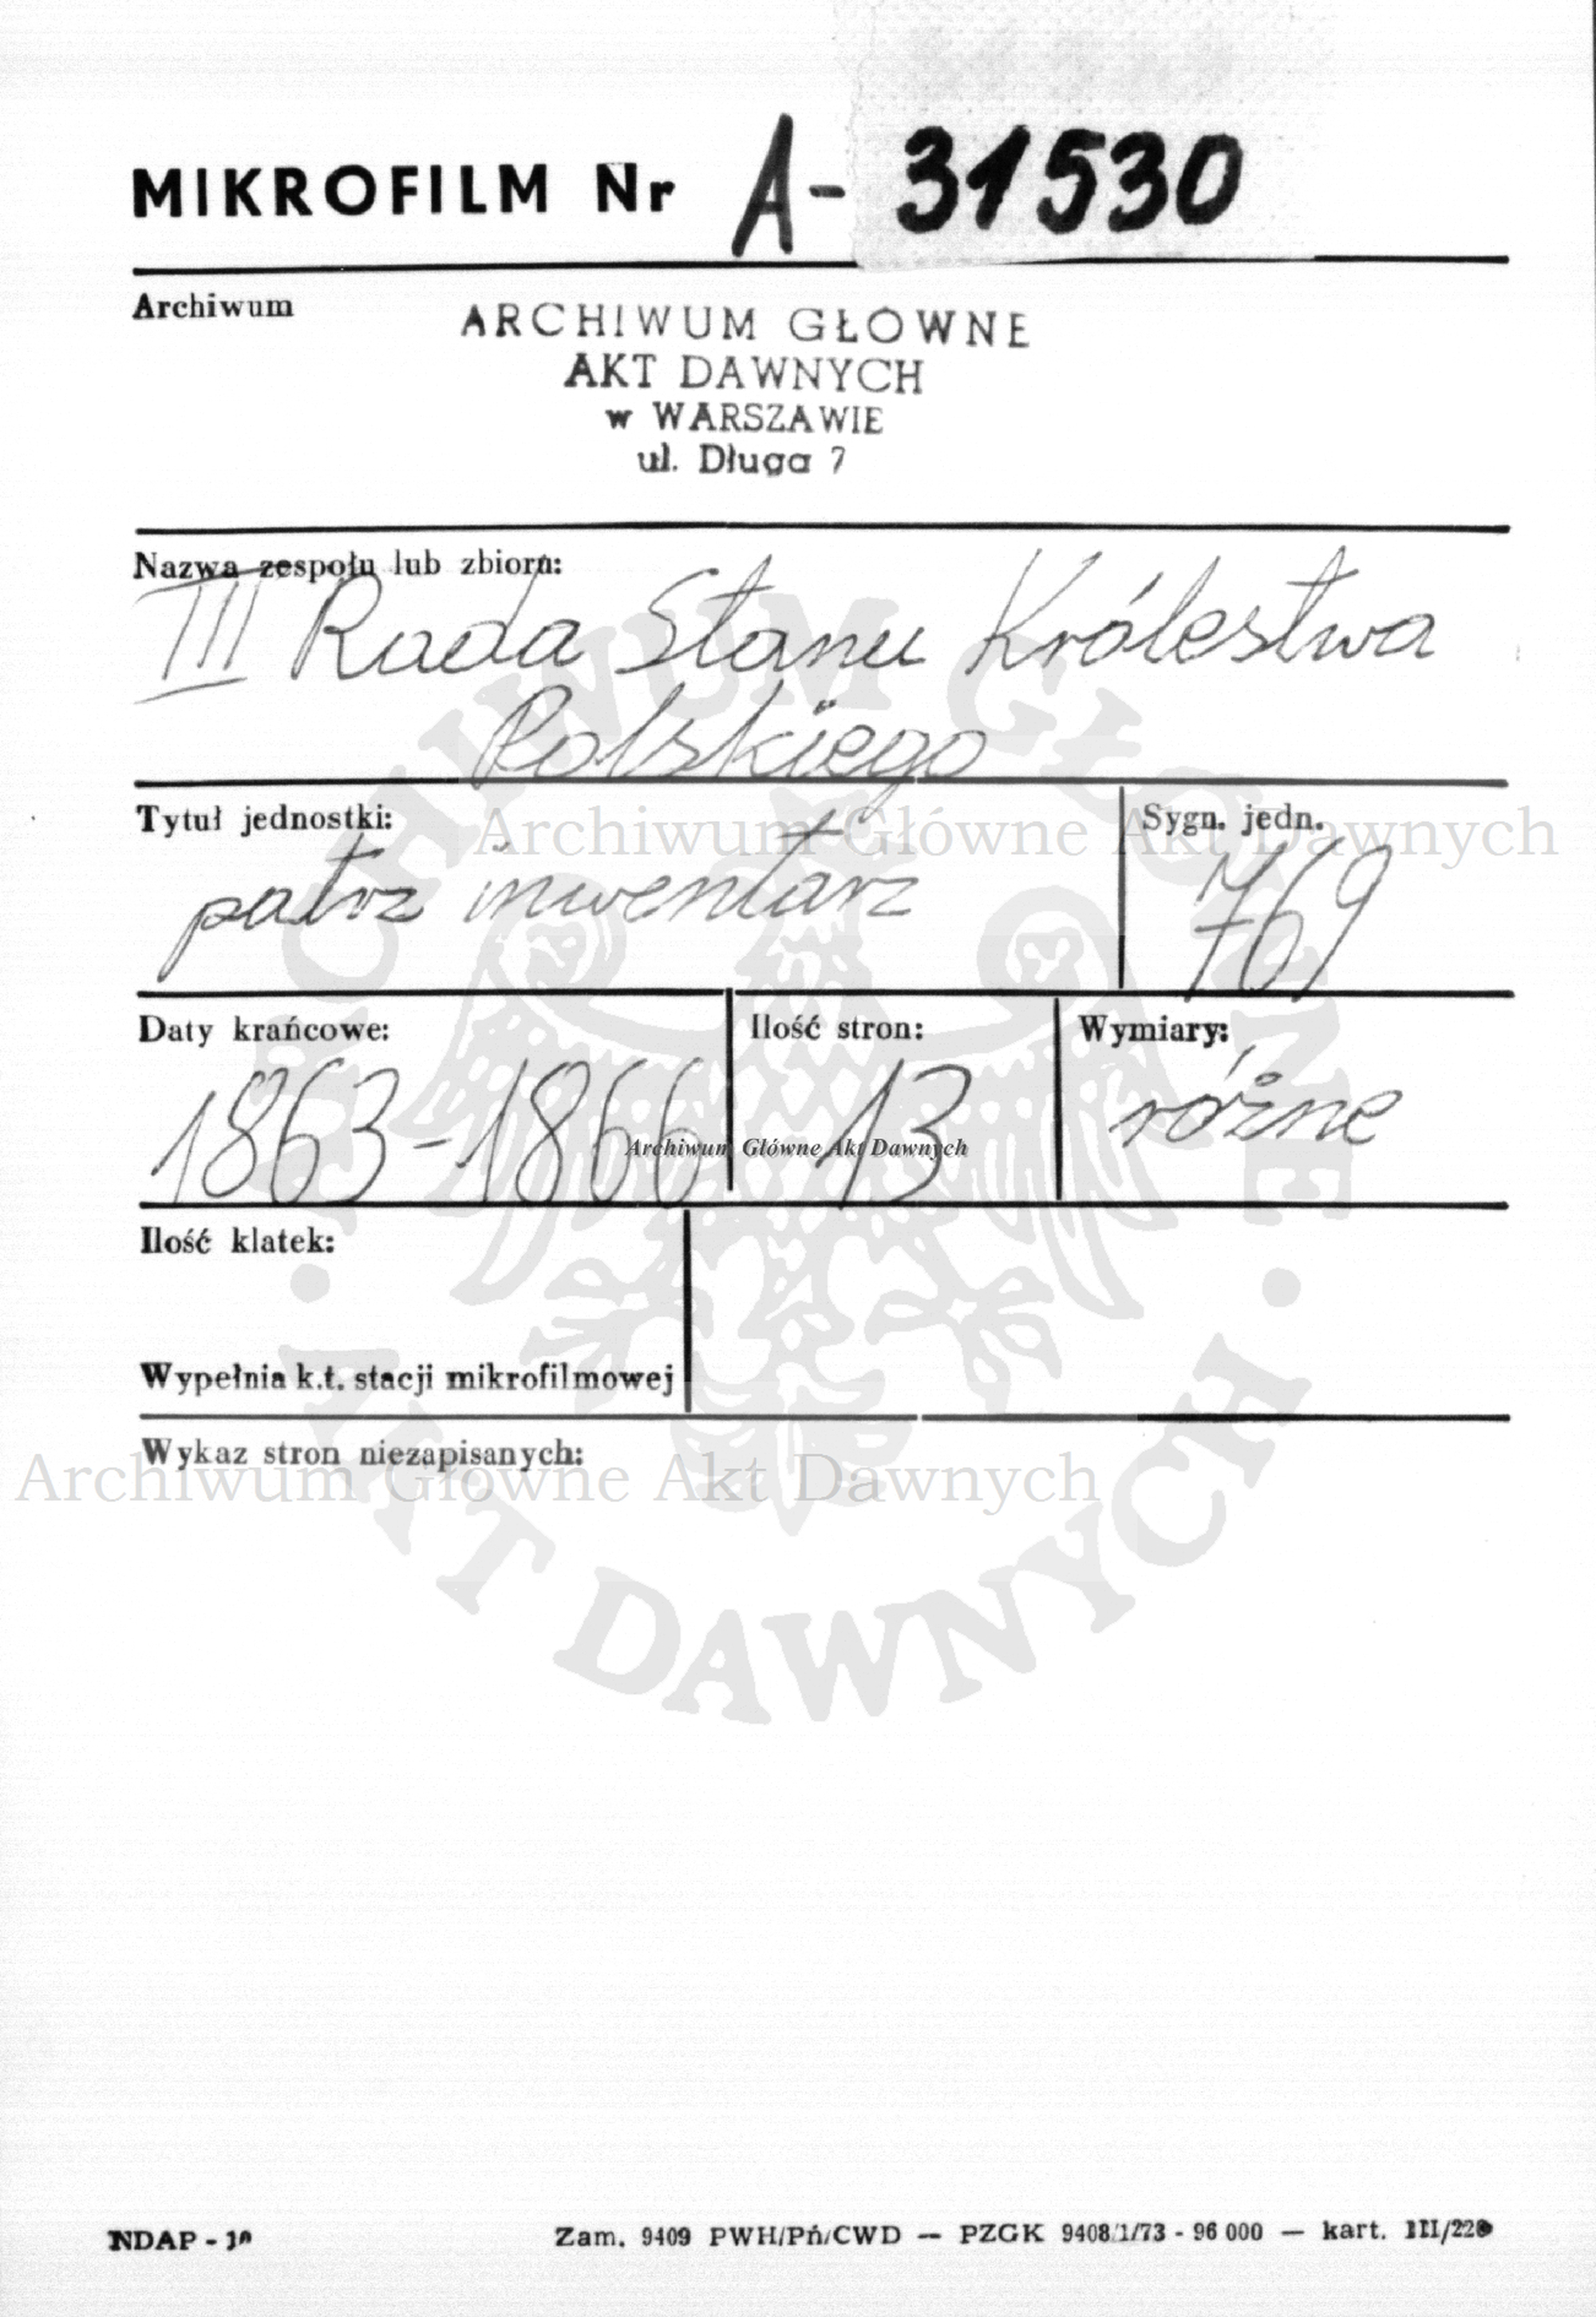 MIKROFILM Nr A- 31530
Archiwum
ARCHIWUM GŁOWNE
AKT DAWNYCH
w WARSZAWIE
ul. Długa 7
Nazwa zespołu lub zbioru:
III Rada Stanu Królestwa
Polskiego
Tytuł jednostki:
patrz inwentarz
Sygn. jedn.
769
Archiwum Główne Akt Dawnych
Daty krańcowe:
1863-1866
Ilość stron:
13
Wymiary:
różne
Archiwum Główne Akt Dawnych
Ilość klatek:
Wypełnia k.t. stacji mikrofilmowej
Wykaz stron niezapisanych:
Archiwum Główne Akt Dawnych
ARCHIWUM GŁÓWNE
· AKT DAWNYCH ·
NDAP -
Zam. 9409 PWH/Pń/CWD — PZGK 9408/1/73 - 96 000 — kart.